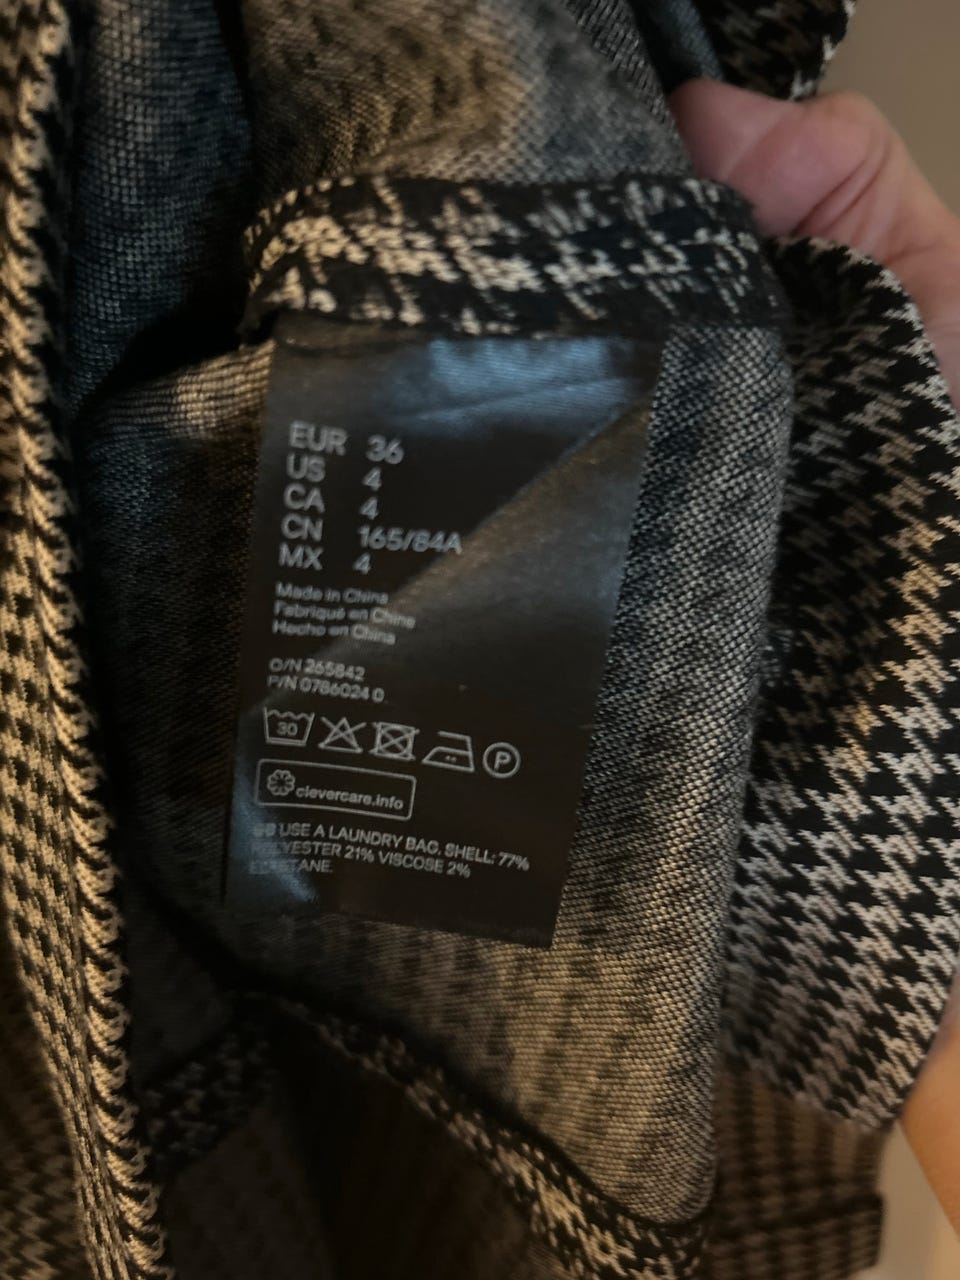 EUR 36
US 4
CA 4
CN 165/84A
MX 4
Made in China
Fabriqué en Chine
Hecho en China
O/N 265842
P/N 0786024 0
30
P
clevercare.info
GB USE A LAUNDRY BAG. SHELL: 77%
POLYESTER 21% VISCOSE 2%
ELASTANE.